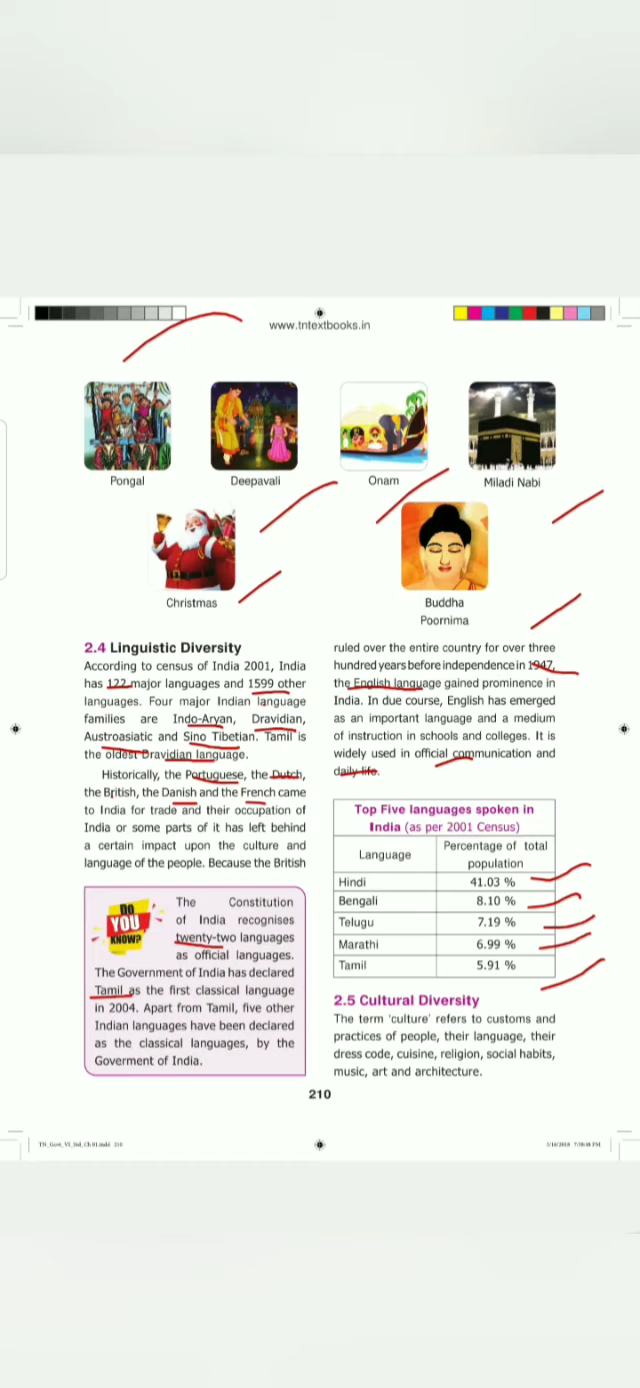 www.tntextbooks.in
Pongal
Deepavali
Onam
Miladi Nabi
Christmas
Buddha
Poornima
2.4 Linguistic Diversity
According to census of India 2001, India
has 122 major languages and 1599 other
languages. Four major Indian language
families are Indo-Aryan, Dravidian,
Austroasiatic and Sino Tibetian. Tamil is
the oldest Dravidian language.
Historically, the Portuguese, the Dutch,
the British, the Danish and the French came
to India for trade and their occupation of
India or some parts of it has left behind
a certain impact upon the culture and
language of the people. Because the British
DO
YOU
KNOW?
The Constitution
of India recognises
twenty-two languages
as official languages.
The Government of India has declared
Tamil as the first classical language
in 2004. Apart from Tamil, five other
Indian languages have been declared
as the classical languages, by the
Goverment of India.
ruled over the entire country for over three
hundred years before independence in 1947,
the English language gained prominence in
India. In due course, English has emerged
as an important language and a medium
of instruction in schools and colleges. It is
widely used in official communication and
daily life.
Top Five languages spoken in
India (as per 2001 Census)
Language
Percentage of total
population
Hindi 41.03 %
Bengali 8.10 %
Telugu 7.19 %
Marathi 6.99 %
Tamil 5.91 %
2.5 Cultural Diversity
The term ‘culture’ refers to customs and
practices of people, their language, their
dress code, cuisine, religion, social habits,
music, art and architecture.
210